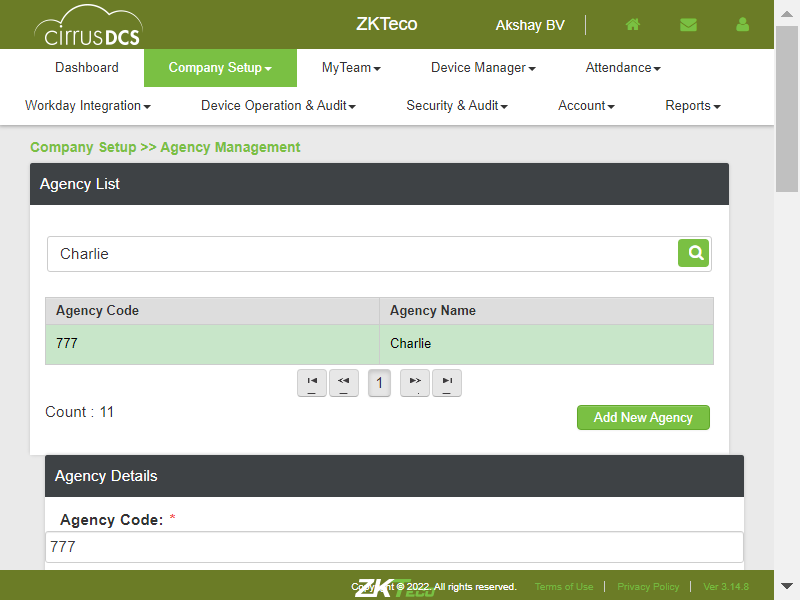 cirrusDCS
ZKTeco
Akshay BV
Dashboard
Company Setup
MyTeam
Device Manager
Attendance
Workday Integration
Device Operation & Audit
Security & Audit
Account
Reports
Company Setup >> Agency Management
Agency List
Charlie
Agency Code
Agency Name
777
Charlie
1
Count : 11
Add New Agency
Agency Details
Agency Code: *
777
ZKTeco
Copyright © 2022. All rights reserved.
Terms of Use
Privacy Policy
Ver 3.14.8